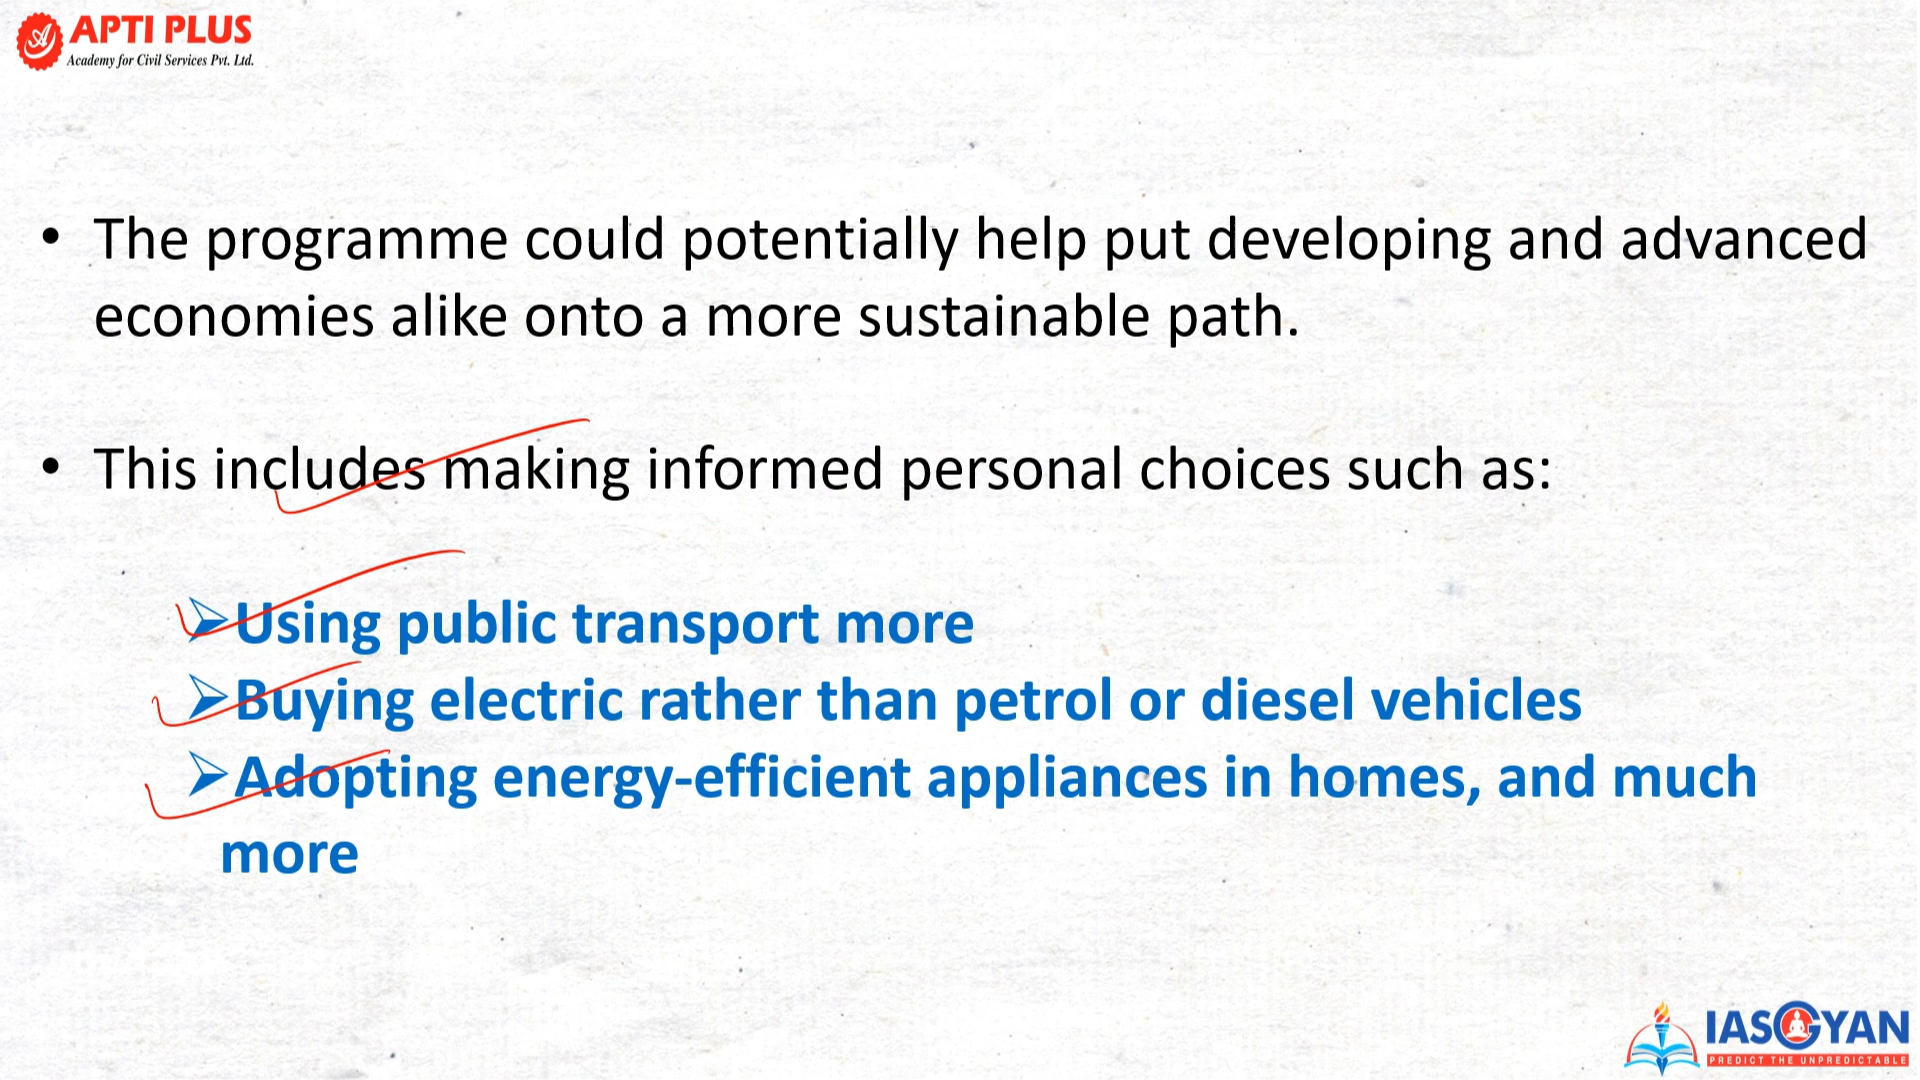 APTI PLUS
Academy for Civil Services Pvt. Ltd.
• The programme could potentially help put developing and advanced
economies alike onto a more sustainable path.
• This includes making informed personal choices such as:
➢Using public transport more
➢Buying electric rather than petrol or diesel vehicles
➢Adopting energy-efficient appliances in homes, and much
more
IASGYAN
PREDICT THE UNPREDICTABLE